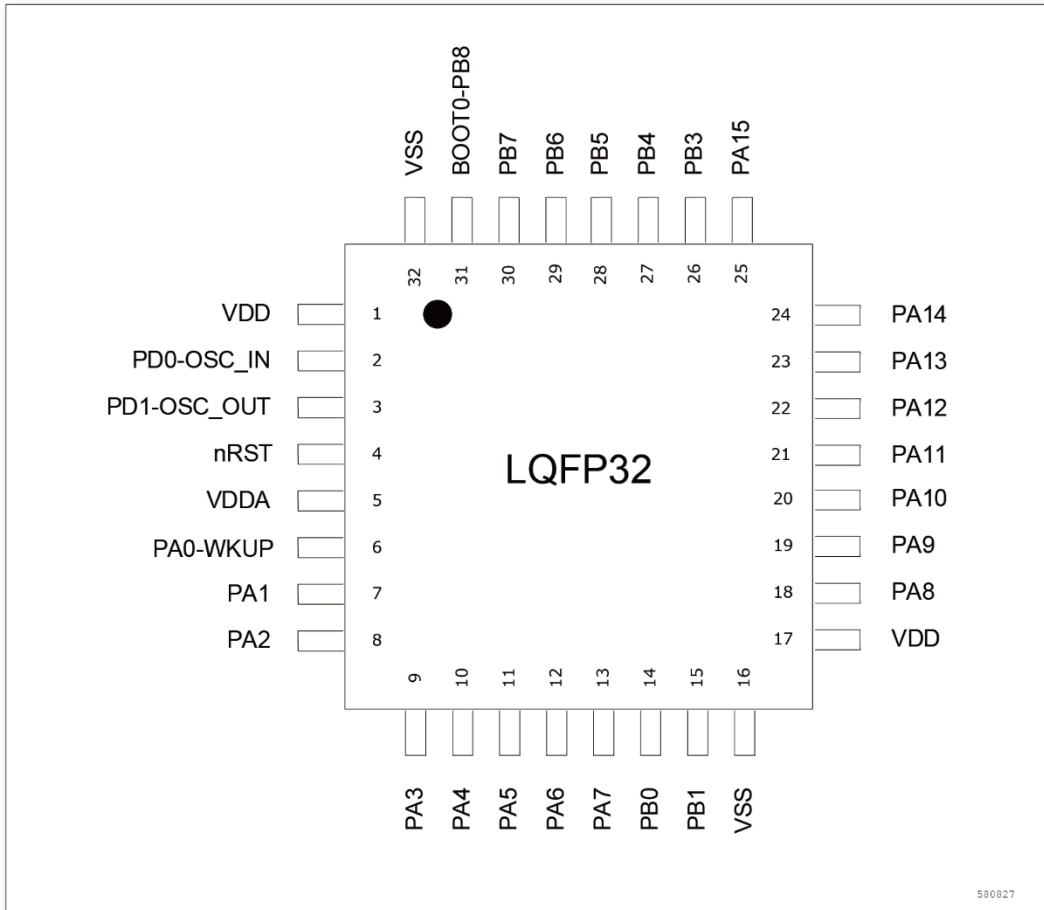 VSS
BOOT0-PB8
PB7
PB6
PB5
PB4
PB3
PA15
32
31
30
29
28
27
26
25
VDD 1
PD0-OSC_IN 2
PD1-OSC_OUT 3
nRST 4
VDDA 5
PA0-WKUP 6
PA1 7
PA2 8
LQFP32
24 PA14
23 PA13
22 PA12
21 PA11
20 PA10
19 PA9
18 PA8
17 VDD
9
10
11
12
13
14
15
16
PA3
PA4
PA5
PA6
PA7
PB0
PB1
VSS
580827